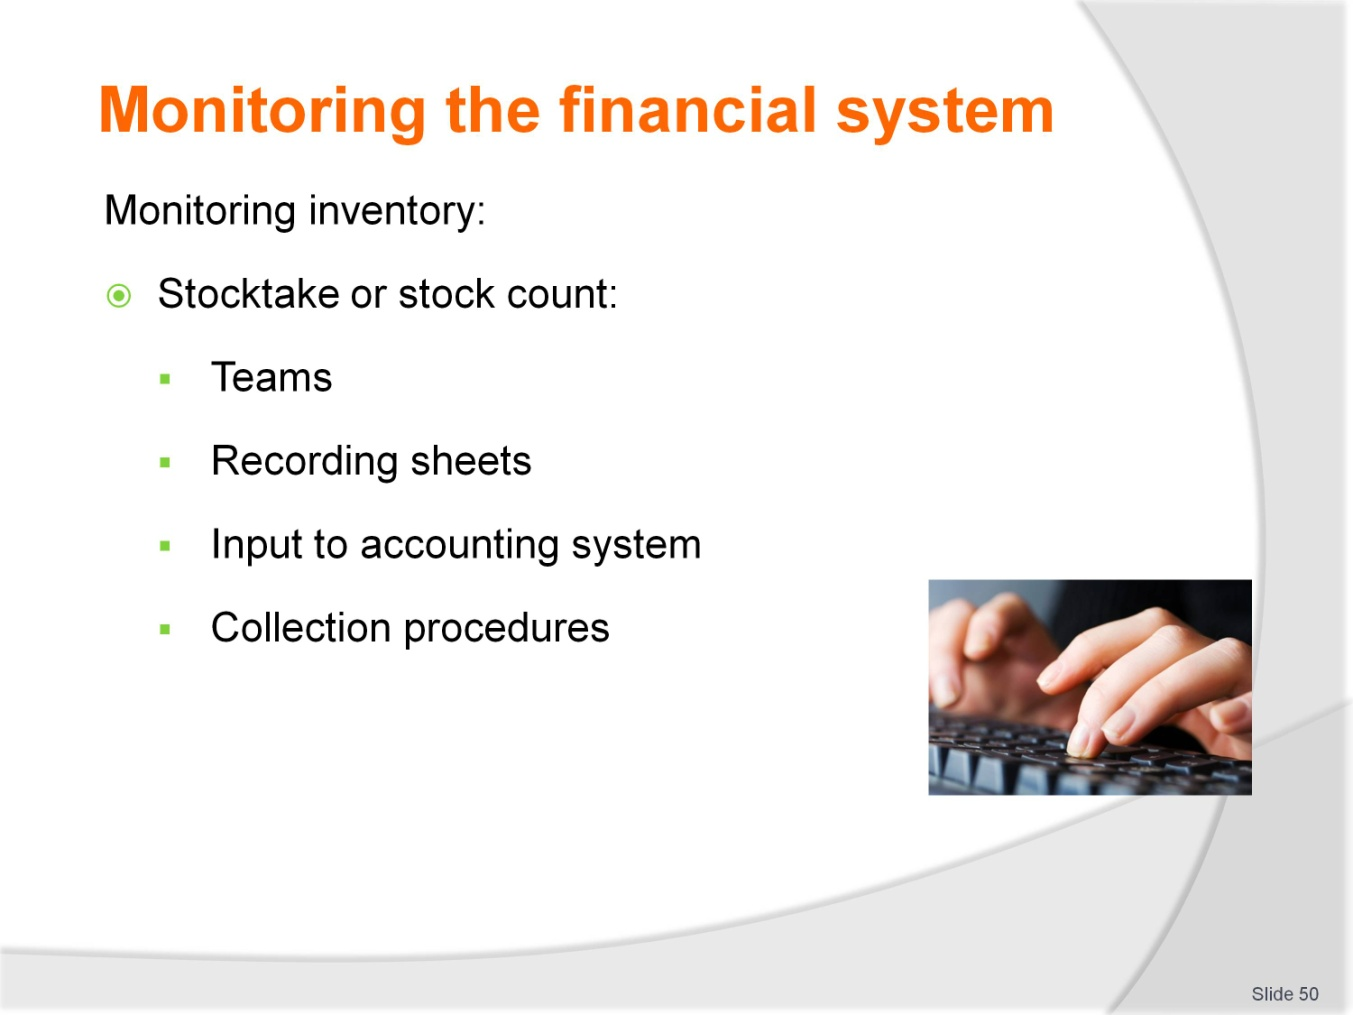 Monitoring the financial system
Monitoring inventory:
Stocktake or stock count:
Teams
Recording sheets
Input to accounting system
Collection procedures
Slide 50